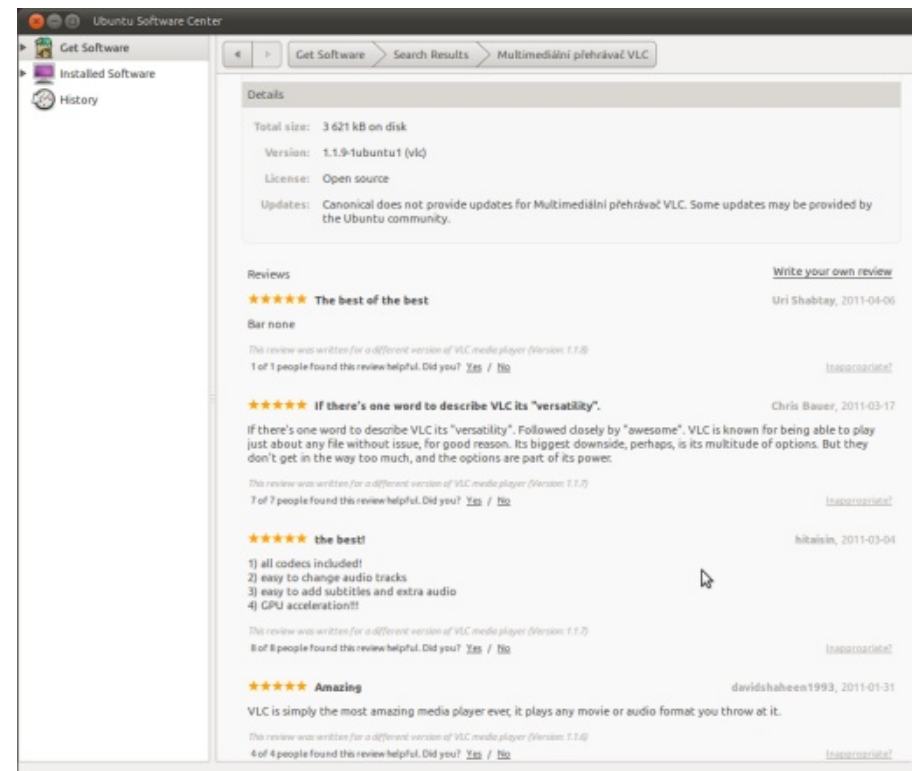 Ubuntu Software Center
Get Software
Installed Software
History
Get Software
Search Results
Multimediální přehrávač VLC
Details
Total size: 3 621 kB on disk
Version: 1.1.9-1ubuntu1 (vlc)
License: Open source
Updates: Canonical does not provide updates for Multimediální přehrávač VLC. Some updates may be provided by
the Ubuntu community.
Reviews
Write your own review
★★★★★ The best of the best
Uri Shabtay, 2011-04-06
Bar none
This review was written for a different version of VLC media player (Version: 1.1.8)
1 of 1 people found this review helpful. Did you? Yes / No
Inappropriate?
★★★★★ If there's one word to describe VLC its "versatility".
Chris Bauer, 2011-03-17
If there's one word to describe VLC its "versatility". Followed closely by "awesome". VLC is known for being able to play
just about any file without issue, for good reason. Its biggest downside, perhaps, is its multitude of options. But they
don't get in the way too much, and the options are part of its power.
This review was written for a different version of VLC media player (Version: 1.1.7)
7 of 7 people found this review helpful. Did you? Yes / No
Inappropriate?
★★★★★ the best!
hitaisin, 2011-03-04
1) all codecs included!
2) easy to change audio tracks
3) easy to add subtitles and extra audio
4) GPU acceleration!!!
This review was written for a different version of VLC media player (Version: 1.1.7)
8 of 8 people found this review helpful. Did you? Yes / No
Inappropriate?
★★★★★ Amazing
davidshaheen1993, 2011-01-31
VLC is simply the most amazing media player ever, it plays any movie or audio format you throw at it.
This review was written for a different version of VLC media player (Version: 1.1.6)
4 of 4 people found this review helpful. Did you? Yes / No
Inappropriate?